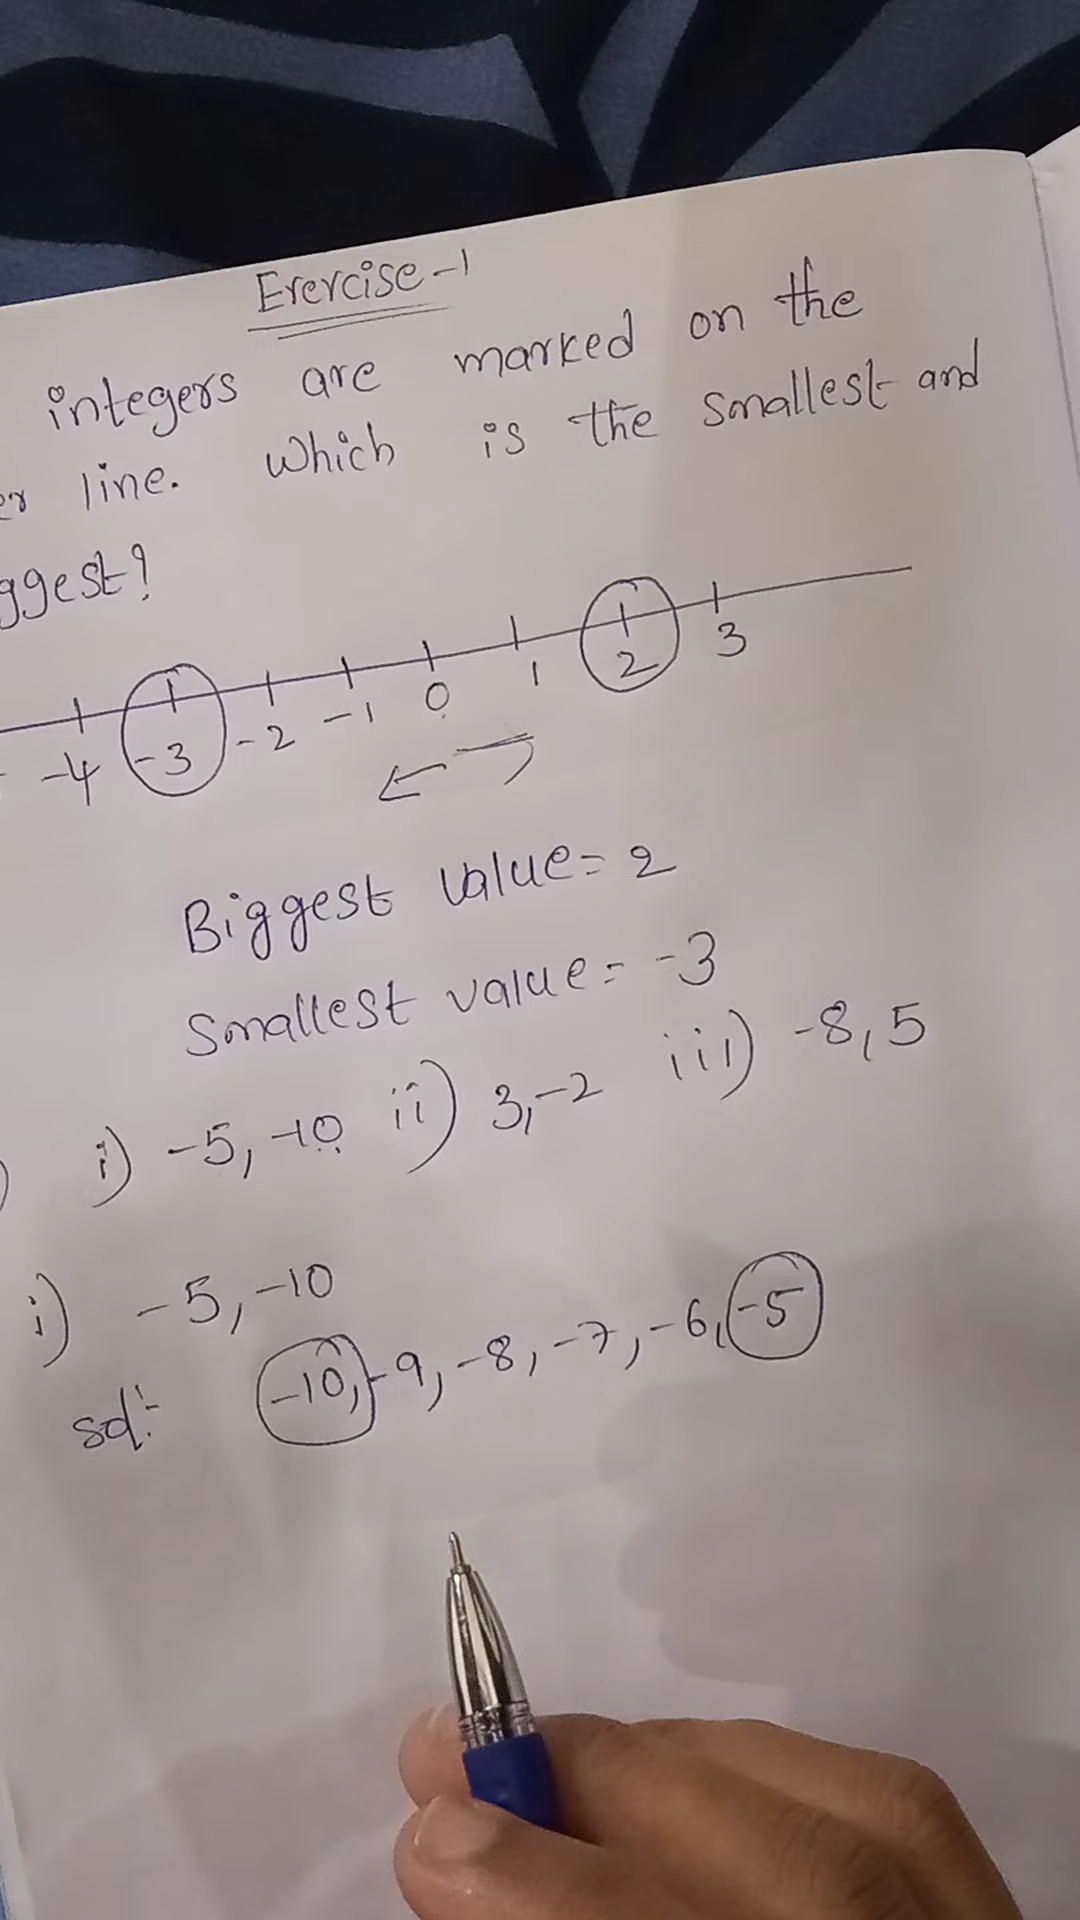 Exercise-1
integers are marked on the
line. Which is the smallest and
ggest?
-4 -3 -2 -1 0 1 2 3
Biggest value= 2
Smallest value= -3
i) -5, -10 ii) 3,-2 iii) -8,5
i) -5, -10
sol:- -10, -9, -8, -7, -6, -5